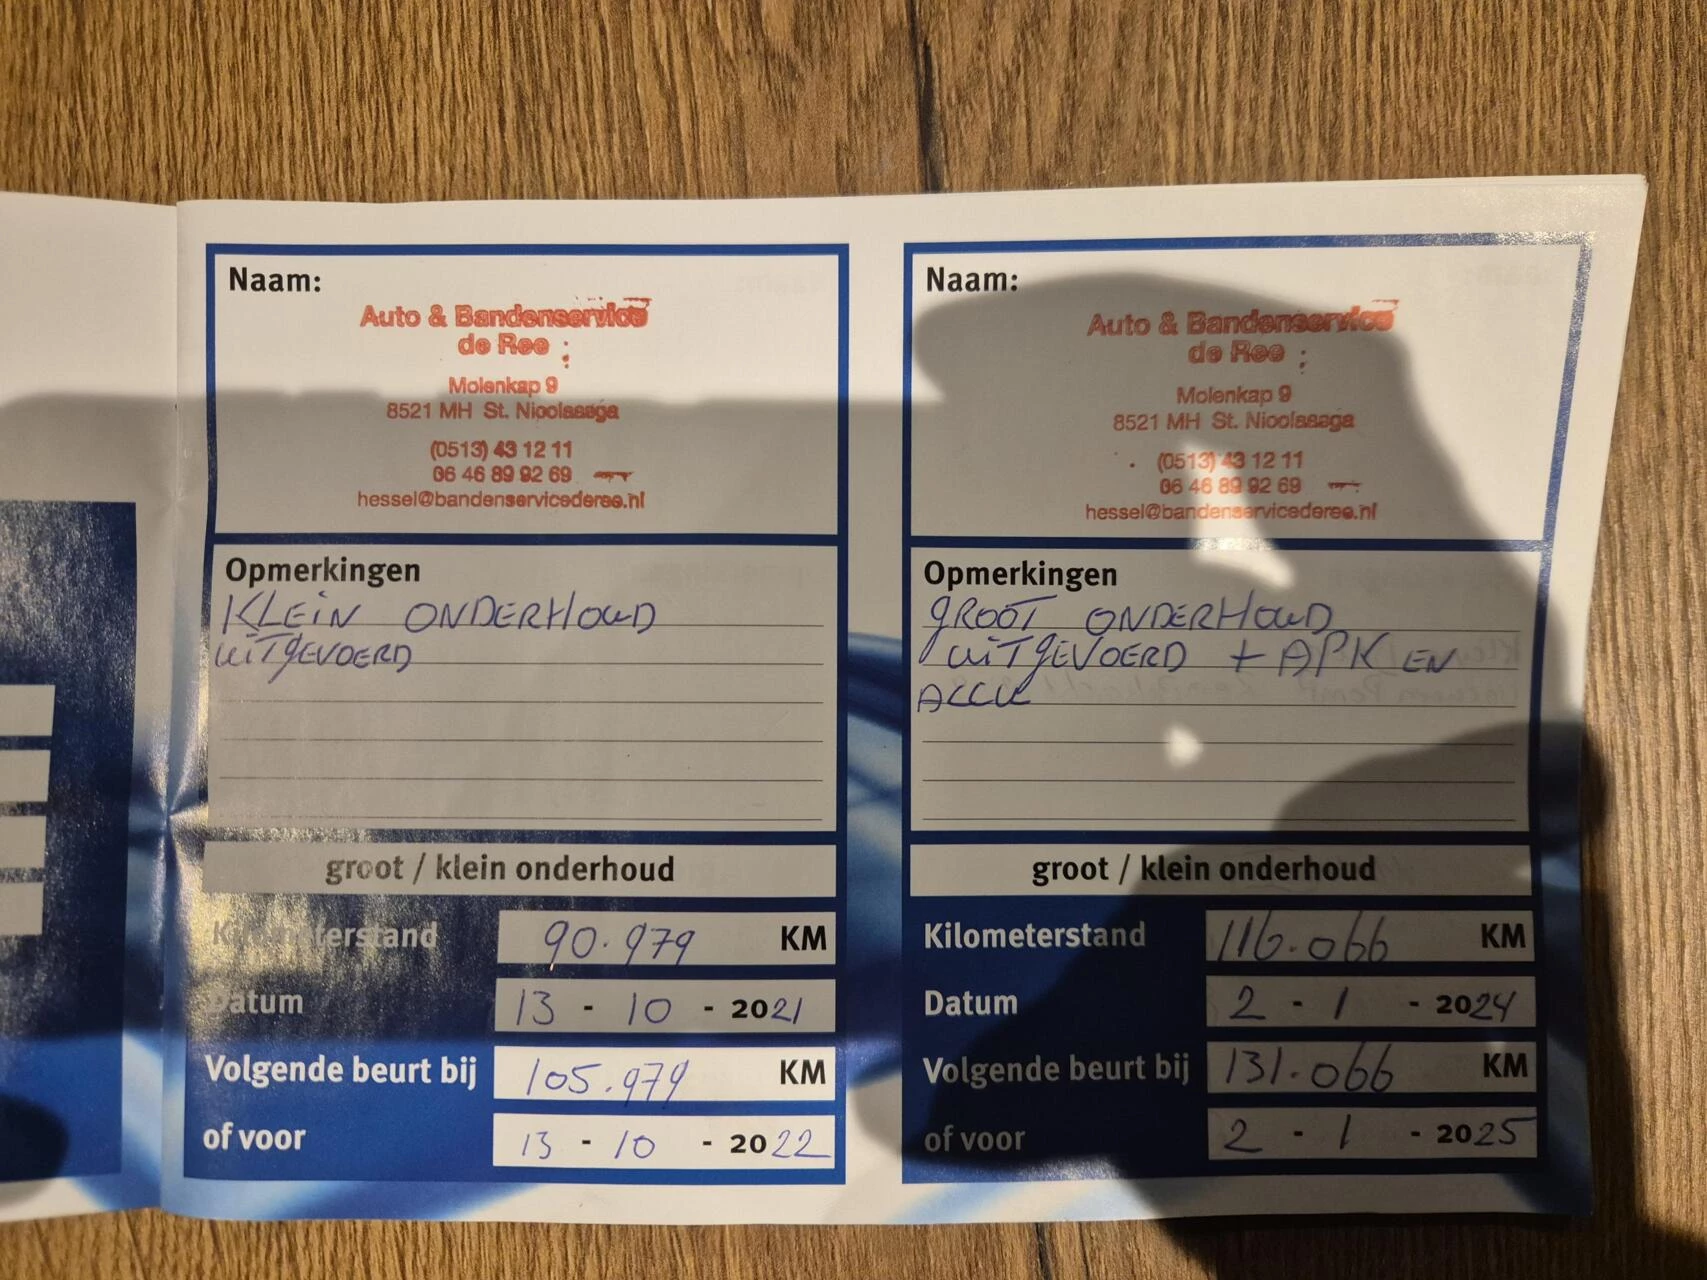 Naam:
Auto & Bandenservice
de Ree
Molenkap 9
8521 MH St. Nicolaasga
(0513) 43 12 11
06 46 89 92 69
hessel@bandenservicederee.nl
Opmerkingen
KLEIN ONDERHOUD
UITGEVOERD
groot / klein onderhoud
Kilometerstand 90.979 KM
Datum 13 - 10 - 2021
Volgende beurt bij 105.979 KM
of voor 13 - 10 - 2022
Naam:
Auto & Bandenservice
de Ree
Molenkap 9
8521 MH St. Nicolaasga
(0513) 43 12 11
06 46 89 92 69
hessel@bandenservicederee.nl
Opmerkingen
GROOT ONDERHOUD
UITGEVOERD + APK EN
ACCU
groot / klein onderhoud
Kilometerstand 116.066 KM
Datum 2 - 1 - 2024
Volgende beurt bij 131.066 KM
of voor 2 - 1 - 2025